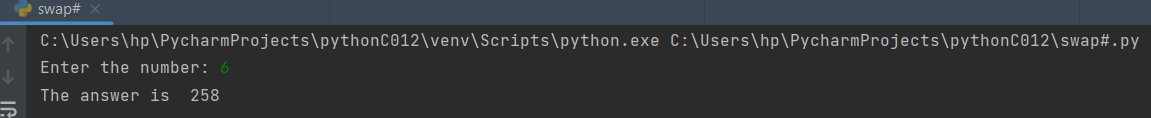 swap#
C:\Users\hp\PycharmProjects\pythonC012\venv\Scripts\python.exe C:\Users\hp\PycharmProjects\pythonC012\swap#.py
Enter the number: 6
The answer is  258